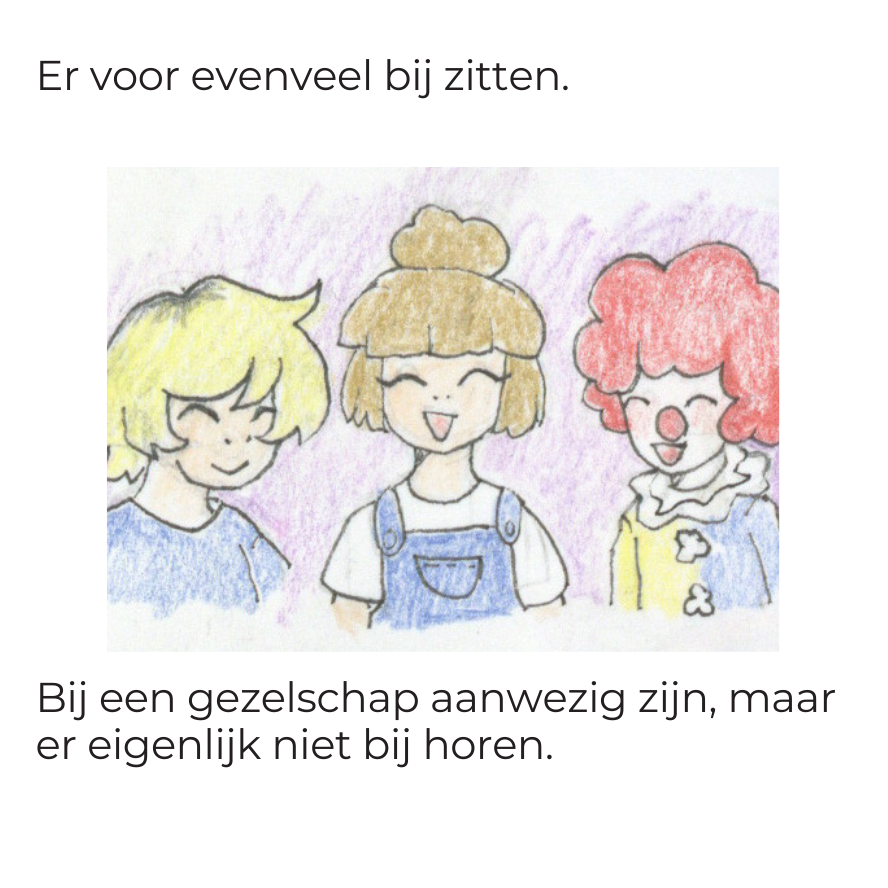 Er voor evenveel bij zitten.
Bij een gezelschap aanwezig zijn, maar
er eigenlijk niet bij horen.